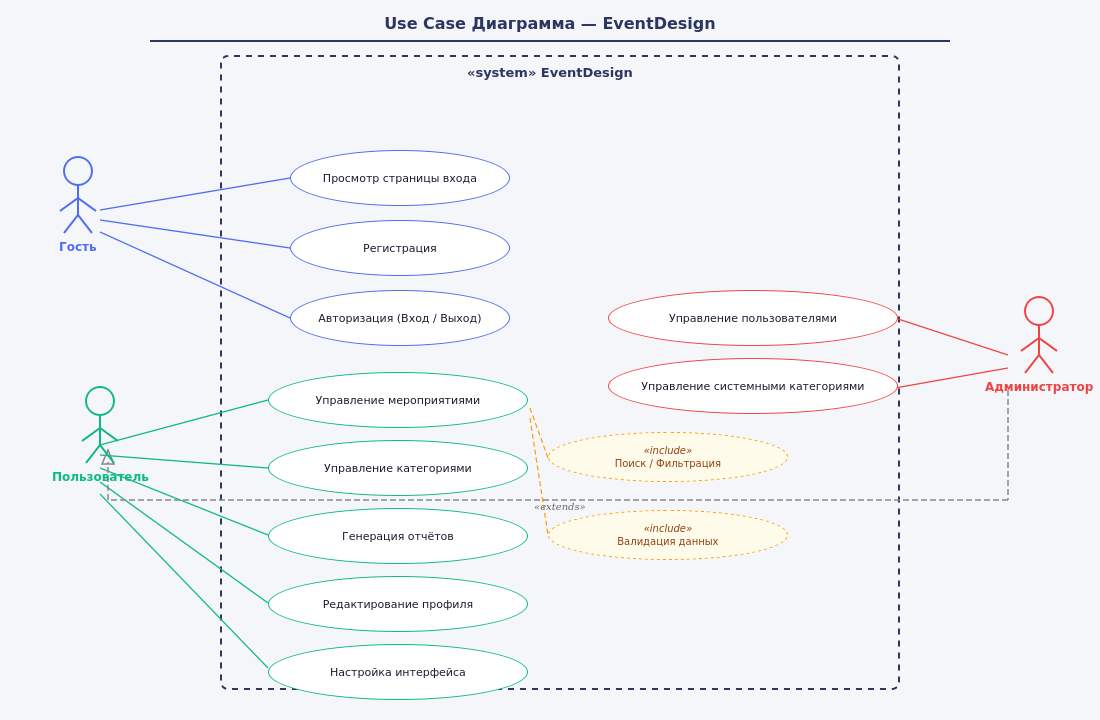 Use Case Диаграмма — EventDesign
«system» EventDesign
Просмотр страницы входа
Гость
Регистрация
Авторизация (Вход / Выход)
Управление пользователями
Управление системными категориями
Администратор
Управление мероприятиями
«include»
Поиск / Фильтрация
Управление категориями
Пользователь
«extends»
«include»
Валидация данных
Генерация отчётов
Редактирование профиля
Настройка интерфейса